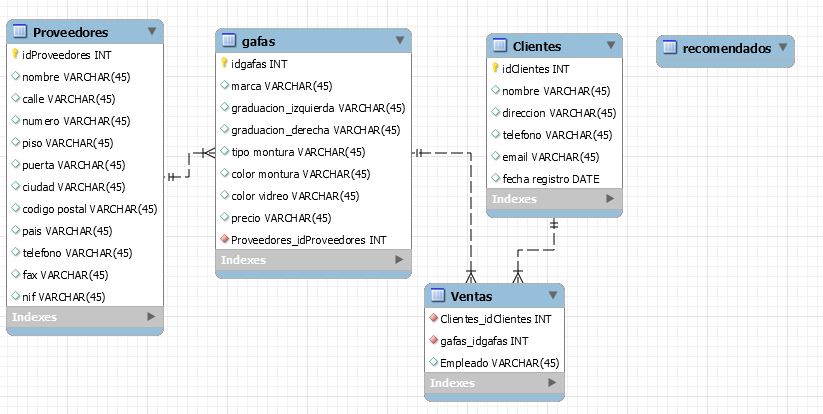 Proveedores
idProveedores INT
nombre VARCHAR(45)
calle VARCHAR(45)
numero VARCHAR(45)
piso VARCHAR(45)
puerta VARCHAR(45)
ciudad VARCHAR(45)
codigo postal VARCHAR(45)
pais VARCHAR(45)
telefono VARCHAR(45)
fax VARCHAR(45)
nif VARCHAR(45)
Indexes
gafas
idgafas INT
marca VARCHAR(45)
graduacion_izquierda VARCHAR(45)
graduacion_derecha VARCHAR(45)
tipo montura VARCHAR(45)
color montura VARCHAR(45)
color vidreo VARCHAR(45)
precio VARCHAR(45)
Proveedores_idProveedores INT
Indexes
Clientes
idClientes INT
nombre VARCHAR(45)
direccion VARCHAR(45)
telefono VARCHAR(45)
email VARCHAR(45)
fecha registro DATE
Indexes
recomendados
Ventas
Clientes_idClientes INT
gafas_idgafas INT
Empleado VARCHAR(45)
Indexes